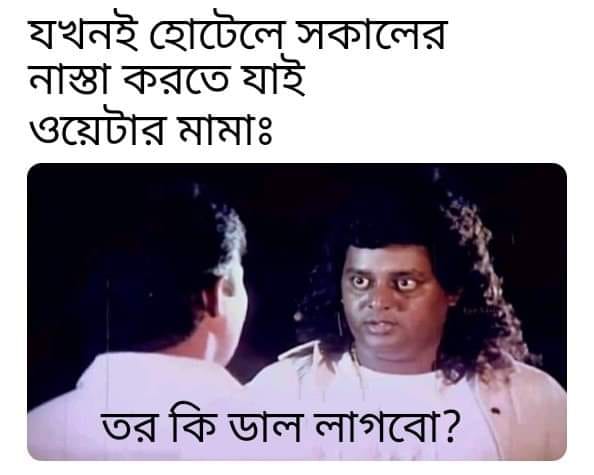 যখনই হোটেলে সকালের
নাস্তা করতে যাই
ওয়েটার মামাঃ
তর কি ডাল লাগবো?